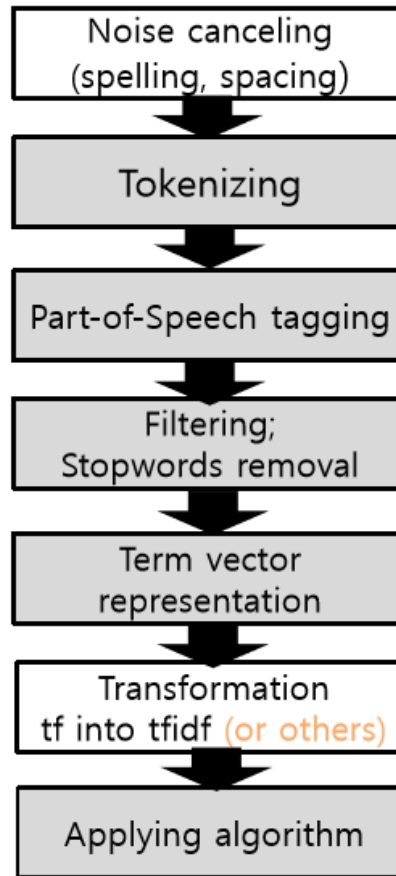 Noise canceling
(spelling, spacing)
Tokenizing
Part-of-Speech tagging
Filtering;
Stopwords removal
Term vector
representation
Transformation
tf into tfidf (or others)
Applying algorithm